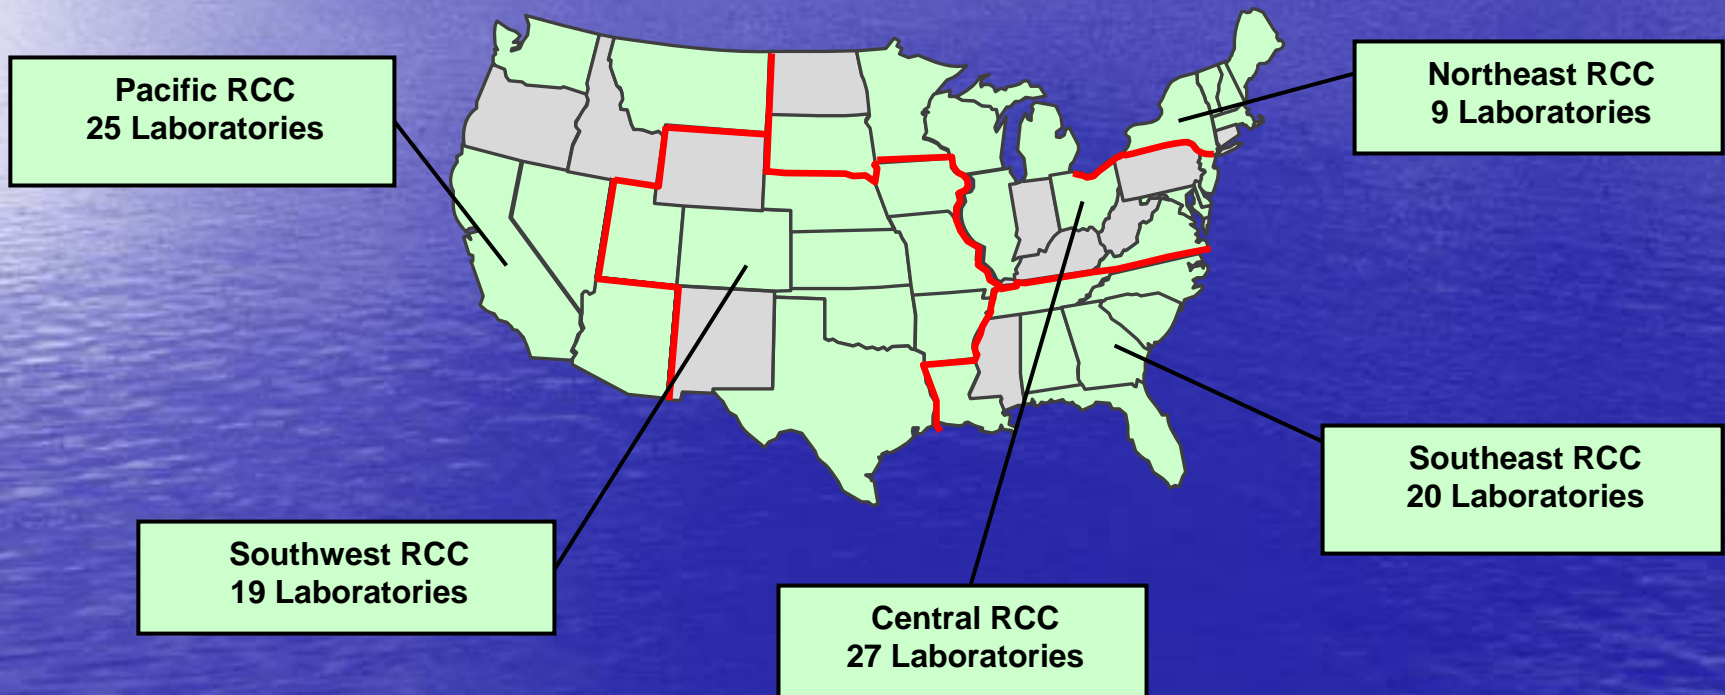 Pacific RCC
25 Laboratories
Northeast RCC
9 Laboratories
Southeast RCC
20 Laboratories
Southwest RCC
19 Laboratories
Central RCC
27 Laboratories